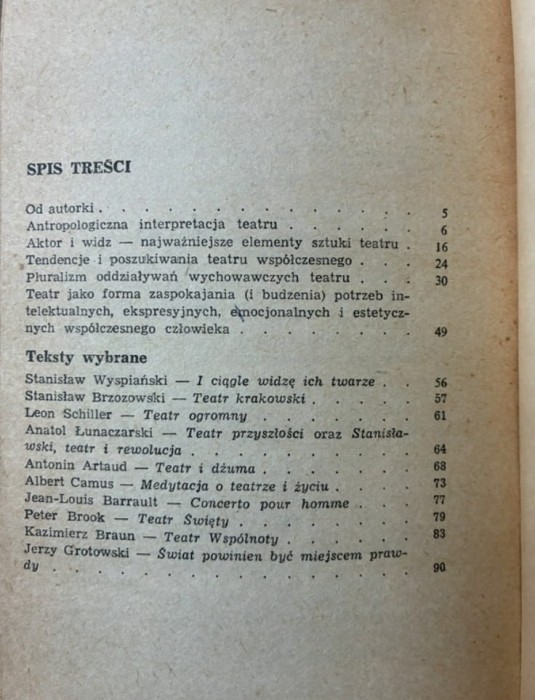 SPIS TREŚCI
Od autorki . . . . . . . . . . . . . . 5
Antropologiczna interpretacja teatru . . . . . . 6
Aktor i widz — najważniejsze elementy sztuki teatru . 16
Tendencje i poszukiwania teatru współczesnego . . . 24
Pluralizm oddziaływań wychowawczych teatru . . . 30
Teatr jako forma zaspokajania (i budzenia) potrzeb in-
telektualnych, ekspresyjnych, emocjonalnych i estetycz-
nych współczesnego człowieka . . . . . . . . 49
Teksty wybrane
Stanisław Wyspiański — I ciągle widzę ich twarze . . 56
Stanisław Brzozowski — Teatr krakowski . . . . . 57
Leon Schiller — Teatr ogromny . . . . . . . 61
Anatol Łunaczarski — Teatr przyszłości oraz Stanisła-
wski, teatr i rewolucja . . . . . . . . . . 64
Antonin Artaud — Teatr i dżuma . . . . . . . 68
Albert Camus — Medytacja o teatrze i życiu . . . . 73
Jean-Louis Barrault — Concerto pour homme . . . 77
Peter Brook — Teatr Święty . . . . . . . . 79
Kazimierz Braun — Teatr Wspólnoty . . . . . . 83
Jerzy Grotowski — Świat powinien być miejscem praw-
dy . . . . . . . . . . . . . . . . 90